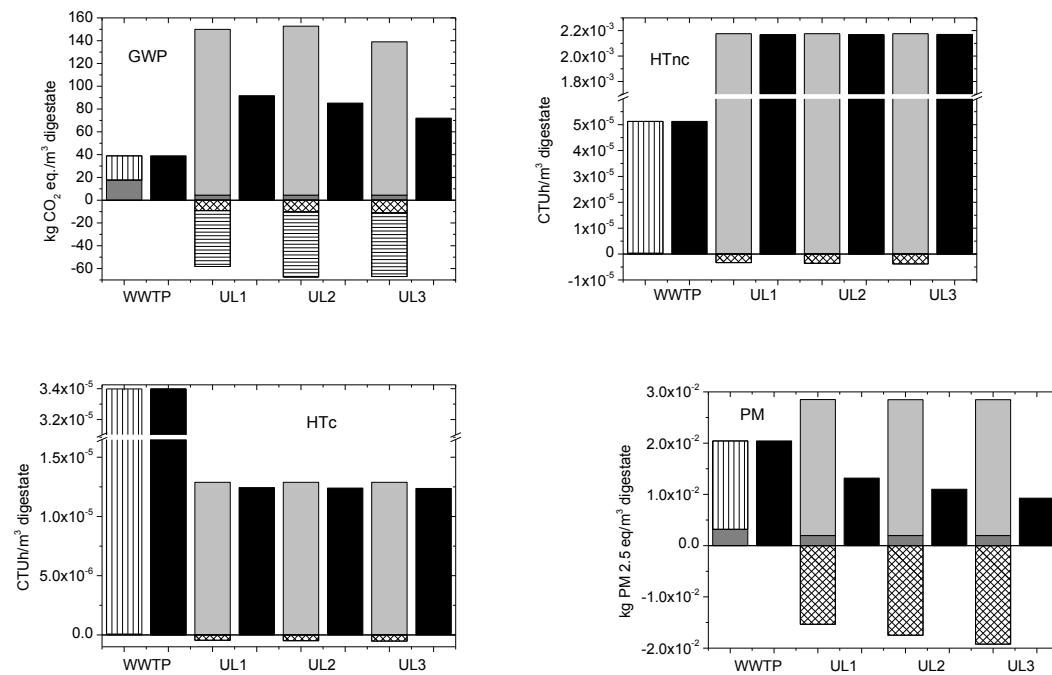 GWP
kg CO₂ eq./m³ digestate
160
140
120
100
80
60
40
20
0
-20
-40
-60
WWTP UL1 UL2 UL3
HTnc
CTUh/m³ digestate
2.2x10⁻³
2.0x10⁻³
1.8x10⁻³
5x10⁻⁵
4x10⁻⁵
3x10⁻⁵
2x10⁻⁵
1x10⁻⁵
0
-1x10⁻⁵
WWTP UL1 UL2 UL3
HTc
CTUh/m³ digestate
3.4x10⁻⁵
3.2x10⁻⁵
1.5x10⁻⁵
1.0x10⁻⁵
5.0x10⁻⁶
0.0
WWTP UL1 UL2 UL3
PM
kg PM 2.5 eq/m³ digestate
3.0x10⁻²
2.0x10⁻²
1.0x10⁻²
0.0
-1.0x10⁻²
-2.0x10⁻²
WWTP UL1 UL2 UL3